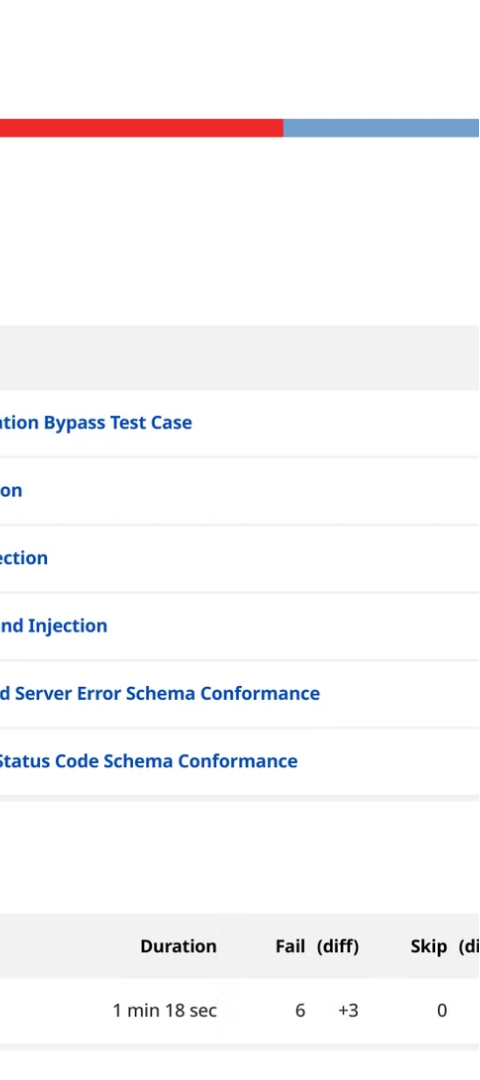 ation Bypass Test Case
on
ection
nd Injection
d Server Error Schema Conformance
Status Code Schema Conformance
Duration Fail (diff) Skip (di
1 min 18 sec 6 +3 0